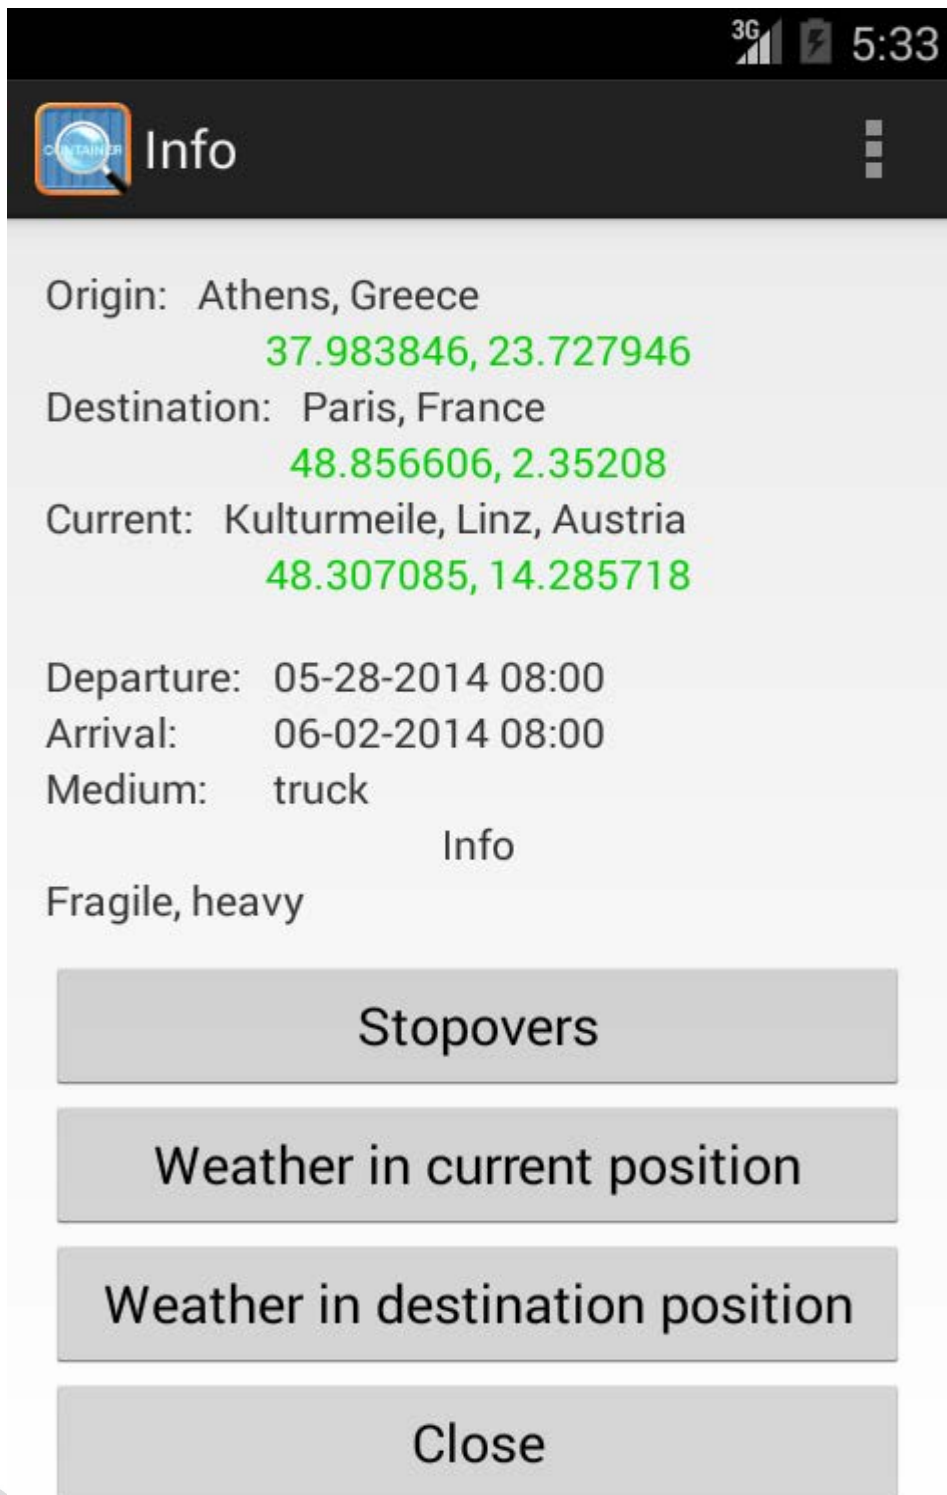 3G 5:33
CONTAINER Info
Origin: Athens, Greece
37.983846, 23.727946
Destination: Paris, France
48.856606, 2.35208
Current: Kulturmeile, Linz, Austria
48.307085, 14.285718
Departure: 05-28-2014 08:00
Arrival: 06-02-2014 08:00
Medium: truck
Info
Fragile, heavy
Stopovers
Weather in current position
Weather in destination position
Close